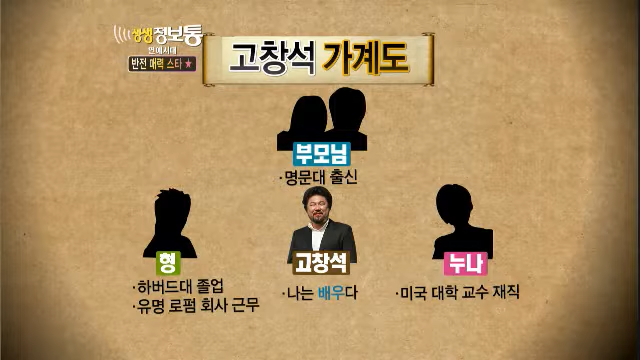 생생정보통
연예시대
반전 매력 스타★
고창석 가계도
부모님
·명문대 출신
형
·하버드대 졸업
·유명 로펌 회사 근무
고창석
·나는 배우다
누나
·미국 대학 교수 재직